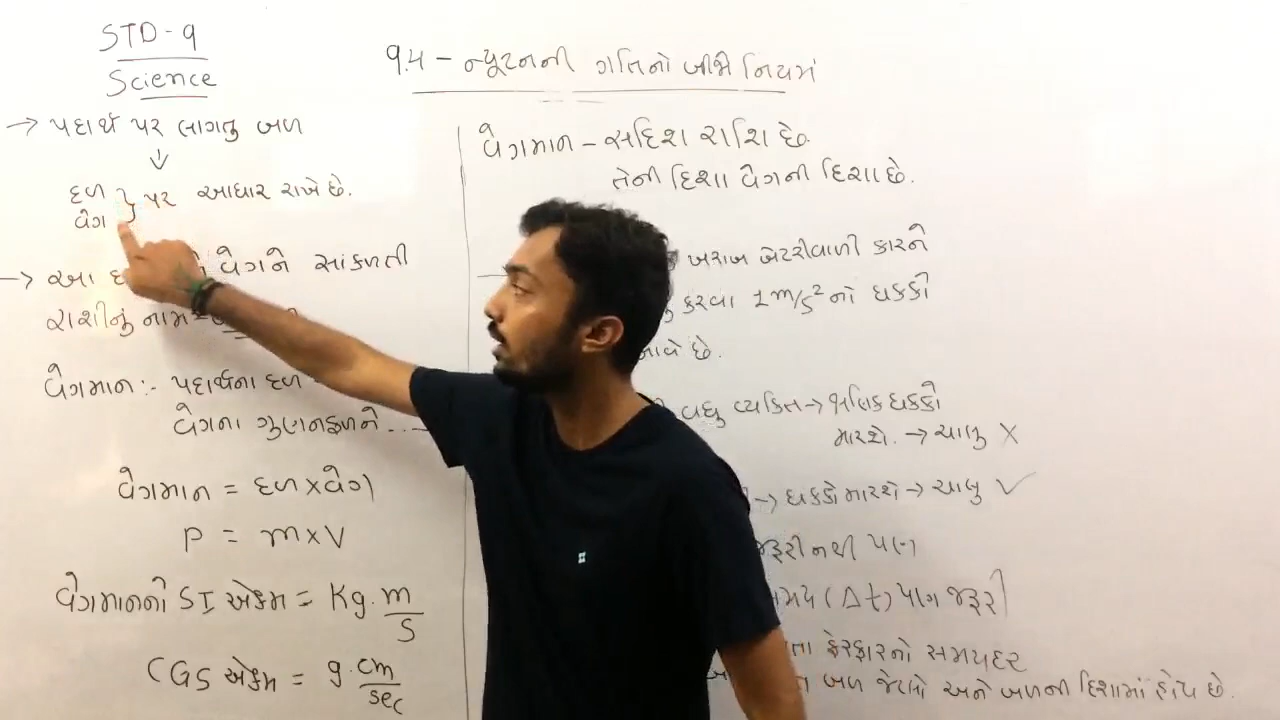 STD-9
Science
9.4 - ન્યૂટનની ગતિનો બીજો નિયમ
→ પદાર્થ પર લાગતુ બળ
↓
દળ
વેગ } પર આધાર રાખે છે.
→ આ વેગને સાંકળતી
રાશીનું નામ
વેગમાન :- પદાર્થના દળ
વેગના ગુણનફળને ....
વેગમાન = દળ × વેગ
P = m×V
વેગમાનનો SI એકમ = Kg. m/s
CGS એકમ = g. cm/sec
વેગમાન – સદિશ રાશિ છે.
તેની દિશા વેગની દિશા છે.
ખરાબ બેટરીવાળી કારને
કરવા 1m/s² નો ધક્કો
છે.
વધુ વ્યક્તિ → ક્ષણિક ધક્કો
મારશે. → ચાલુ ×
→ ધક્કો મારશે → ચાલુ ✓
જરૂરી નથી પણ
સમય (Δt) પણ જરૂરી
ફેરફારનો સમયદર
બળ જેટલો અને બળની દિશામાં હોય છે.